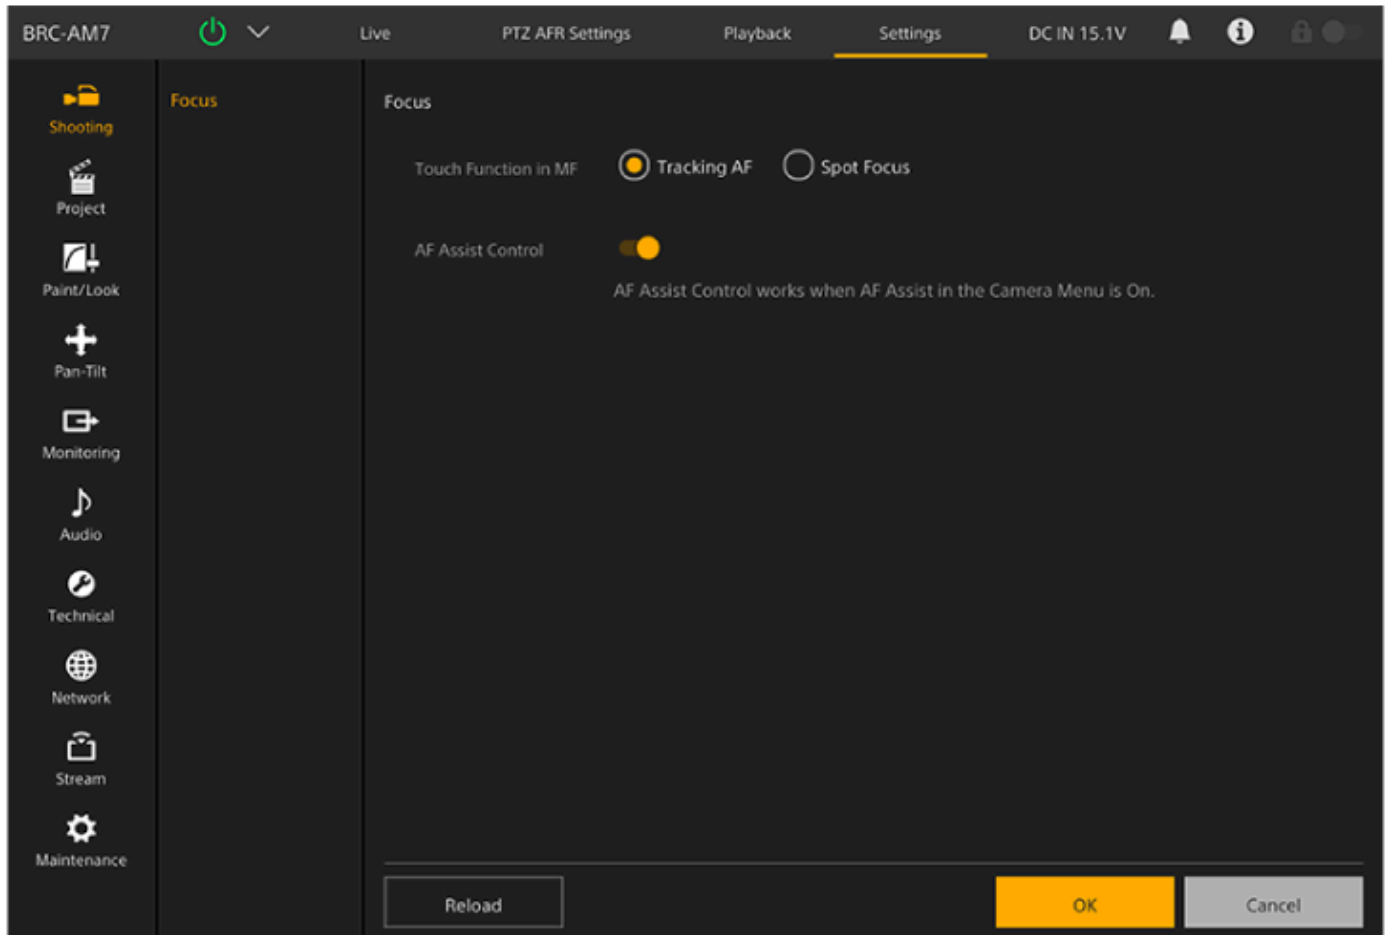 BRC-AM7 Live PTZ AFR Settings Playback Settings DC IN 15.1V
Shooting
Project
Paint/Look
Pan-Tilt
Monitoring
Audio
Technical
Network
Stream
Maintenance
Focus
Focus
Touch Function in MF Tracking AF Spot Focus
AF Assist Control
AF Assist Control works when AF Assist in the Camera Menu is On.
Reload OK Cancel